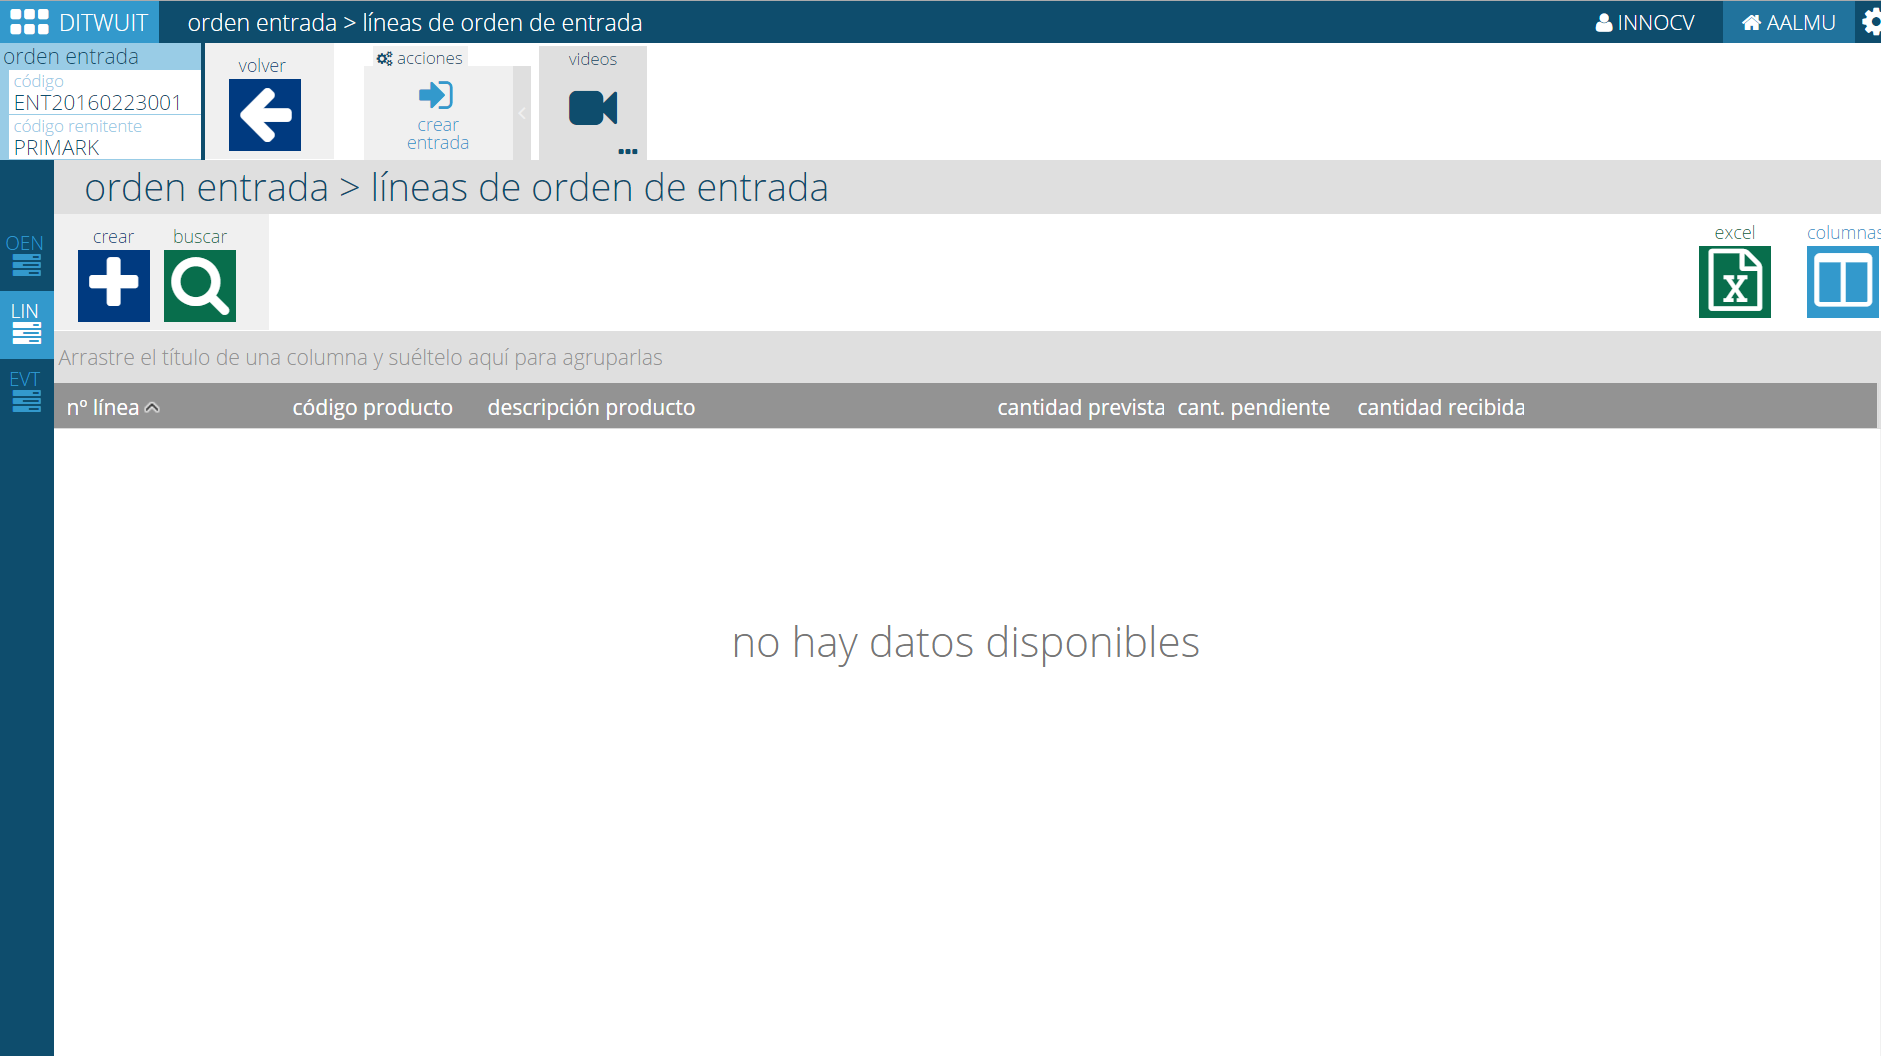 DITWUIT
orden entrada > líneas de orden de entrada
INNOCV
AALMU
orden entrada
código
ENT20160223001
código remitente
PRIMARK
volver
acciones
crear
entrada
videos
orden entrada > líneas de orden de entrada
OEN
LIN
EVT
crear
buscar
excel
columnas
Arrastre el título de una columna y suéltelo aquí para agruparlas
nº línea
código producto
descripción producto
cantidad prevista
cant. pendiente
cantidad recibida
no hay datos disponibles